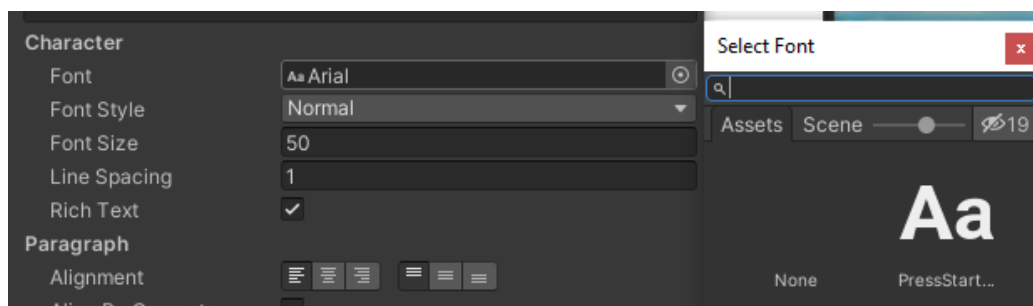 Character
Font
Aa Arial
Font Style
Normal
Font Size
50
Line Spacing
1
Rich Text
Paragraph
Alignment
Select Font
x
Assets Scene 19
Aa
None PressStart...